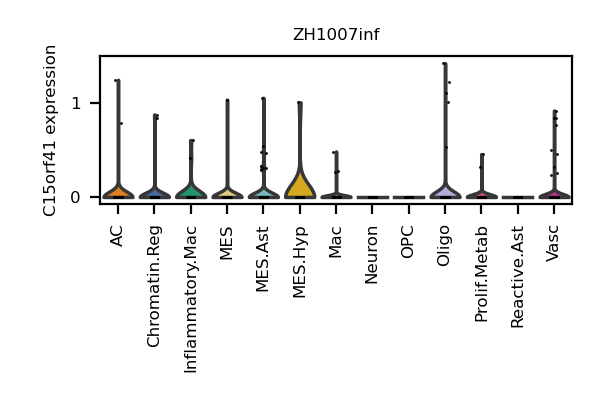 ZH1007inf
C15orf41 expression
1
0
AC
Chromatin.Reg
Inflammatory.Mac
MES
MES.Ast
MES.Hyp
Mac
Neuron
OPC
Oligo
Prolif.Metab
Reactive.Ast
Vasc